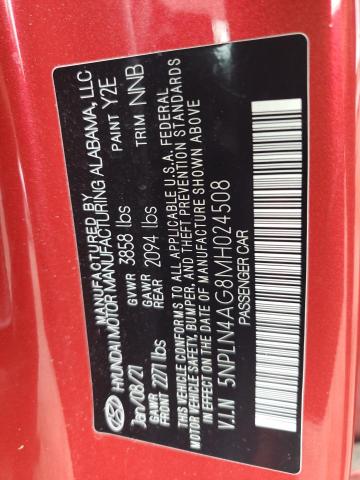 MANUFACTURED BY
HYUNDAI MOTOR MANUFACTURING ALABAMA, LLC
Jan/08/21 GVWR 3858 lbs PAINT Y2E
GAWR FRONT 2271 lbs GAWR REAR 2094 lbs TRIM NNB
THIS VEHICLE CONFORMS TO ALL APPLICABLE U.S.A. FEDERAL
MOTOR VEHICLE SAFETY, BUMPER, AND THEFT PREVENTION STANDARDS
IN EFFECT ON THE DATE OF MANUFACTURE SHOWN ABOVE
V.I.N 5NPLN4AG8MH024508
PASSENGER CAR